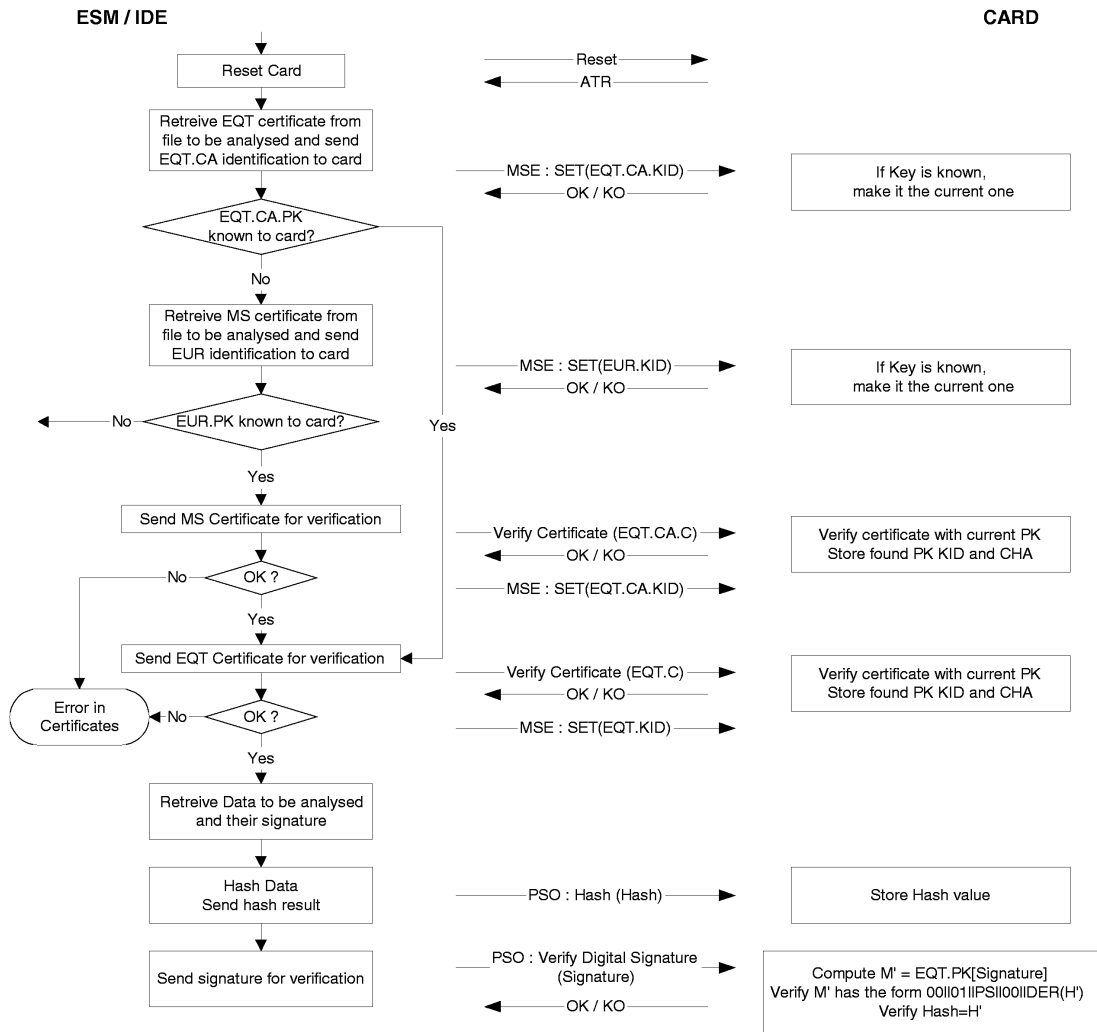 ESM / IDE
CARD
Reset Card
Reset
ATR
Retreive EQT certificate from
file to be analysed and send
EQT.CA identification to card
MSE : SET(EQT.CA.KID)
OK / KO
If Key is known,
make it the current one
EQT.CA.PK
known to card?
No
Yes
Retreive MS certificate from
file to be analysed and send
EUR identification to card
MSE : SET(EUR.KID)
OK / KO
If Key is known,
make it the current one
No
EUR.PK known to card?
Yes
Send MS Certificate for verification
Verify Certificate (EQT.CA.C)
OK / KO
Verify certificate with current PK
Store found PK KID and CHA
No
OK ?
MSE : SET(EQT.CA.KID)
Yes
Send EQT Certificate for verification
Verify Certificate (EQT.C)
OK / KO
Verify certificate with current PK
Store found PK KID and CHA
Error in
Certificates
No
OK ?
MSE : SET(EQT.KID)
Yes
Retreive Data to be analysed
and their signature
Hash Data
Send hash result
PSO : Hash (Hash)
Store Hash value
Send signature for verification
PSO : Verify Digital Signature
(Signature)
OK / KO
Compute M' = EQT.PK[Signature]
Verify M' has the form 00||01||PS||00||DER(H')
Verify Hash=H'